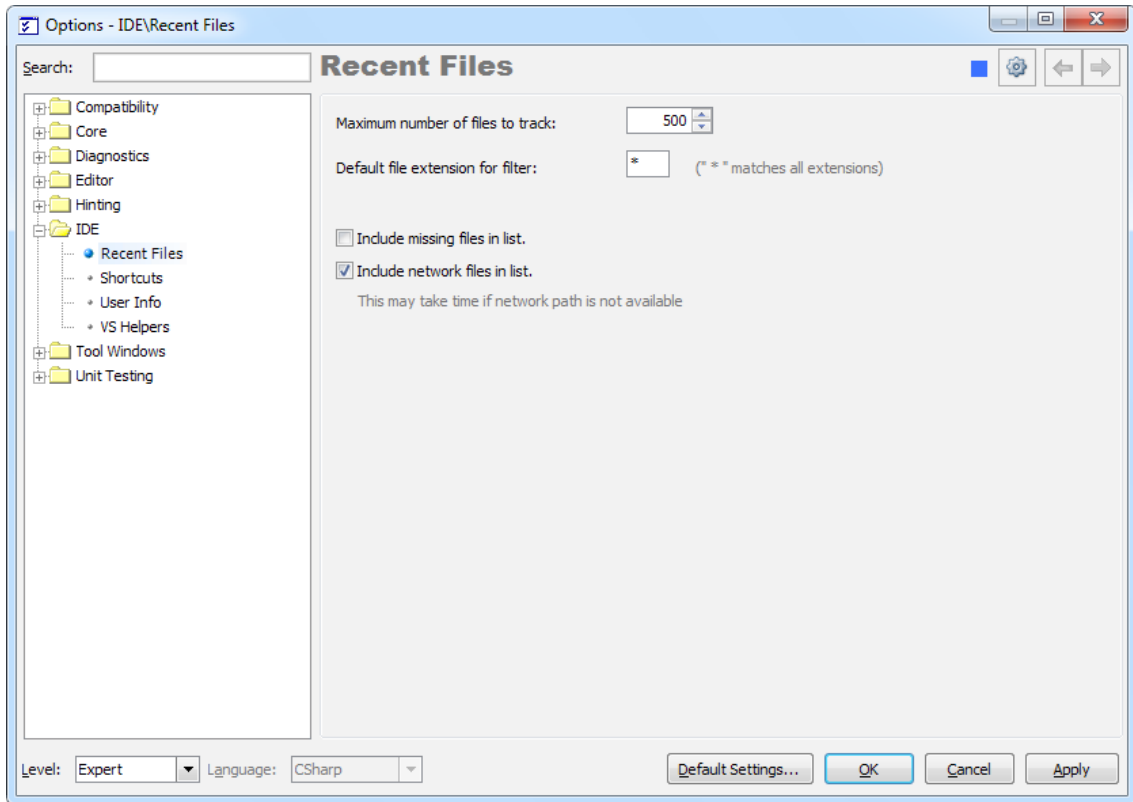 Options - IDE\Recent Files
Search:
Recent Files
Compatibility
Core
Diagnostics
Editor
Hinting
IDE
Recent Files
Shortcuts
User Info
VS Helpers
Tool Windows
Unit Testing
Maximum number of files to track: 500
Default file extension for filter: * (" * " matches all extensions)
Include missing files in list.
Include network files in list.
This may take time if network path is not available
Level: Expert Language: CSharp Default Settings... OK Cancel Apply